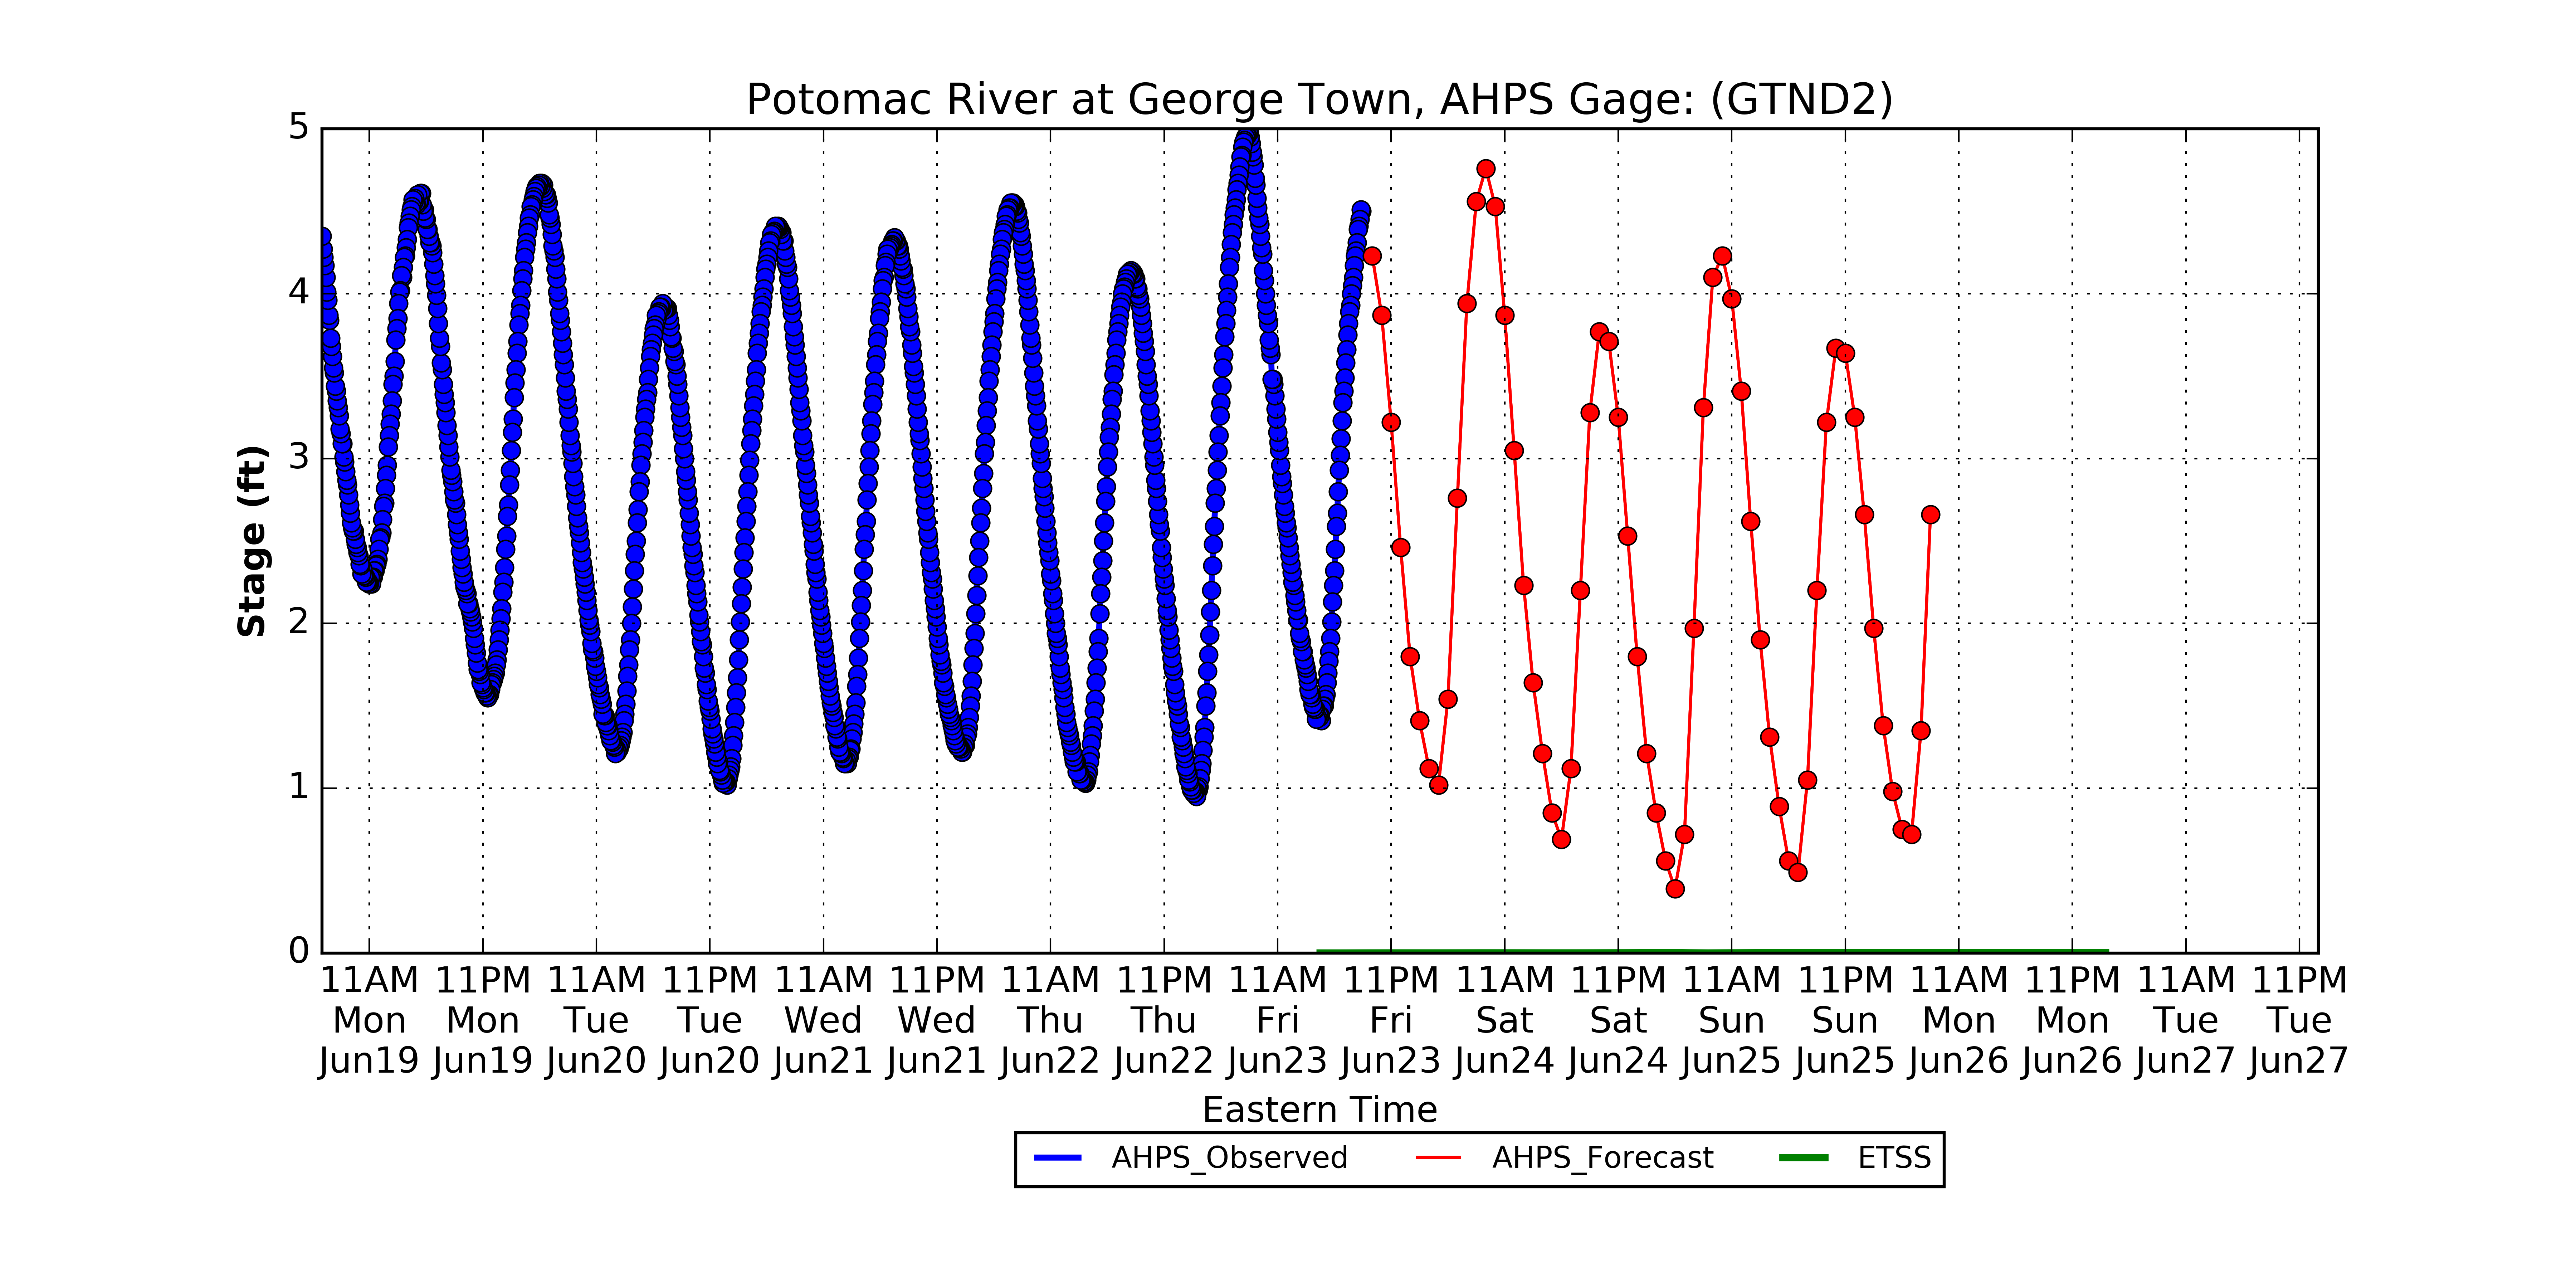 Potomac River at George Town, AHPS Gage: (GTND2)
5
4
3
2
1
0
Stage (ft)
11AM 11PM 11AM 11PM 11AM 11PM 11AM 11PM 11AM 11PM 11AM 11PM 11AM 11PM 11AM 11PM 11AM 11PM
Mon Mon Tue Tue Wed Wed Thu Thu Fri Fri Sat Sat Sun Sun Mon Mon Tue Tue
Jun19 Jun19 Jun20 Jun20 Jun21 Jun21 Jun22 Jun22 Jun23 Jun23 Jun24 Jun24 Jun25 Jun25 Jun26 Jun26 Jun27 Jun27
Eastern Time
AHPS_Observed AHPS_Forecast ETSS